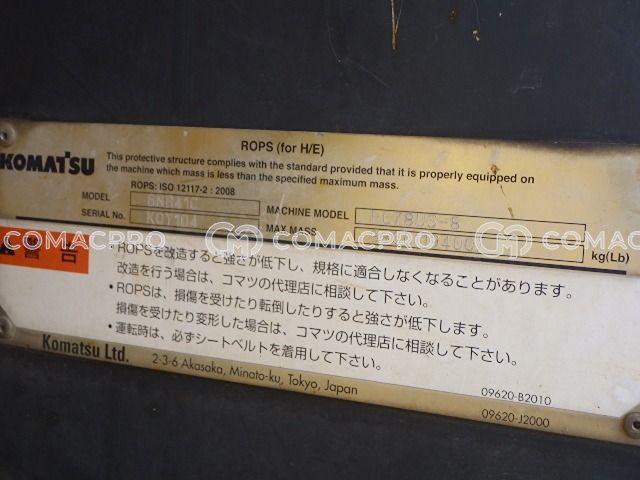 ROPS (for H/E)
KOMATSU
This protective structure complies with the standard provided that it is properly equipped on
the machine which mass is less than the specified maximum mass.
ROPS: ISO 12117-2 : 2008
MODEL MACHINE MODEL PC78US-8
SERIAL No. MAX MASS kg(Lb)
COMACPRO COMACPRO COMACPRO
警告
・ROPSを改造すると強さが低下し、規格に適合しなくなることがあります。
改造を行う場合は、コマツの代理店に相談して下さい。
・ROPSは、損傷を受けたり転倒したりすると強さが低下します。
損傷を受けたり変形した場合は、コマツの代理店に相談して下さい。
・運転時は、必ずシートベルトを着用して下さい。
Komatsu Ltd. 2-3-6 Akasaka, Minato-ku, Tokyo, Japan
09620-B2010
09620-J2000